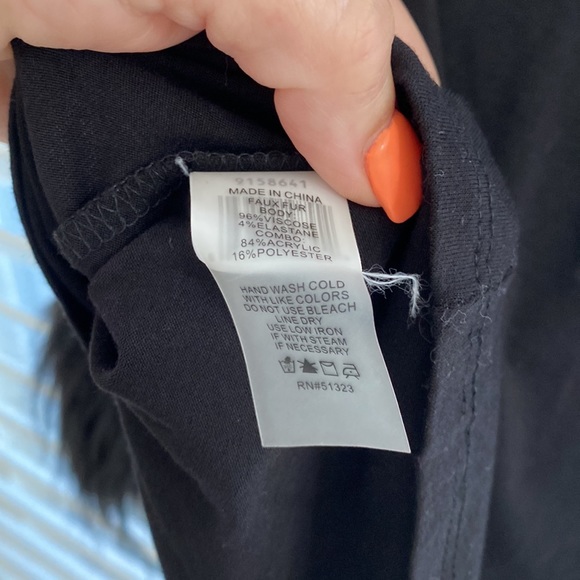 9158641
MADE IN CHINA
FAUX FUR
BODY
96%VISCOSE
4%ELASTANE
COMBO
84%ACRYLIC
16%POLYESTER
HAND WASH COLD
WITH LIKE COLORS
DO NOT USE BLEACH
LINE DRY
USE LOW IRON
IF WITH STEAM
IF NECESSARY
RN#51323